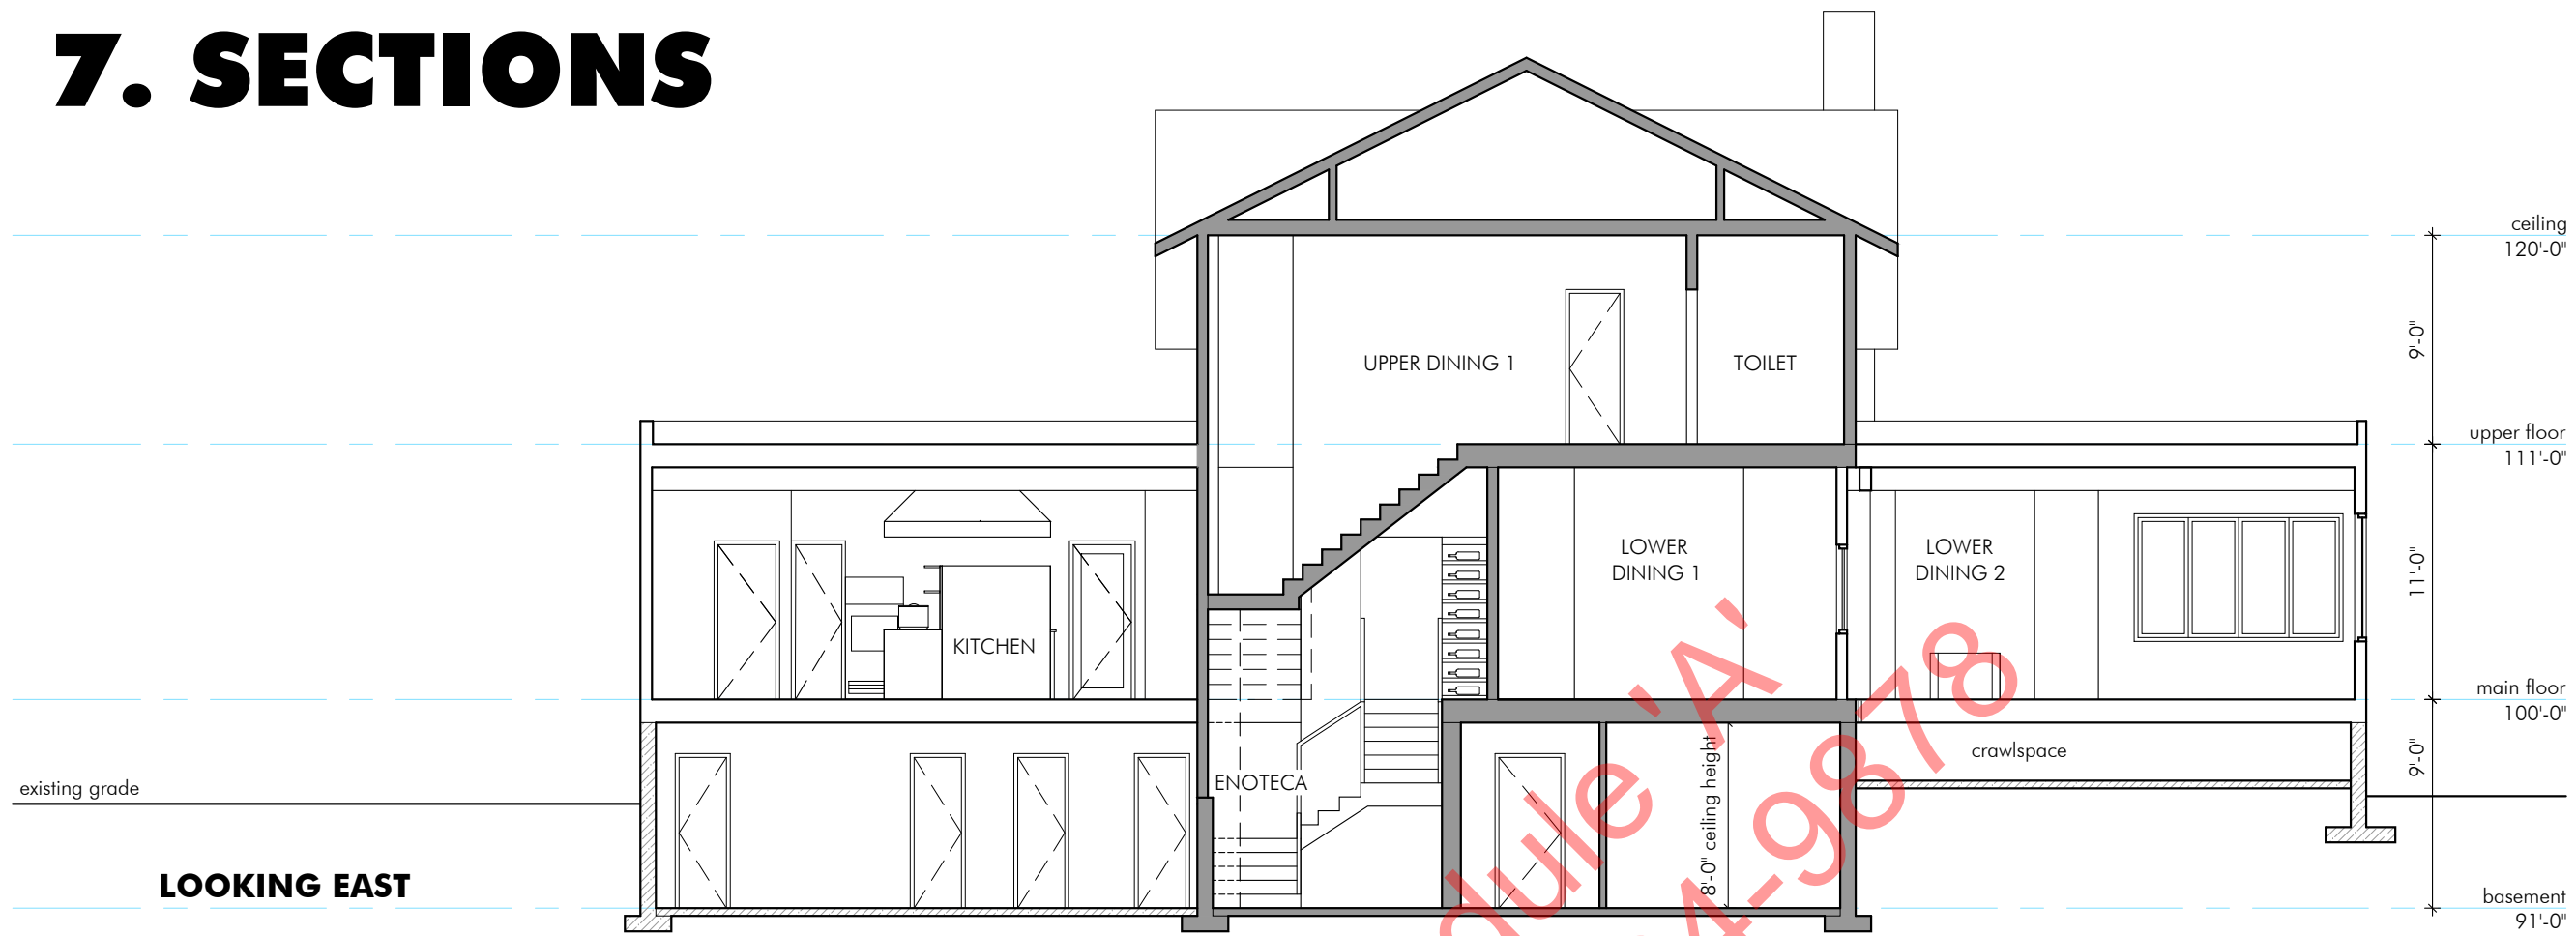 7. SECTIONS
ceiling
120'-0"
9'-0"
UPPER DINING 1
TOILET
upper floor
111'-0"
11'-0"
LOWER
DINING 1
LOWER
DINING 2
KITCHEN
main floor
100'-0"
9'-0"
crawlspace
8'-0" ceiling height
ENOTECA
existing grade
LOOKING EAST
basement
91'-0"
'A'
4-9878